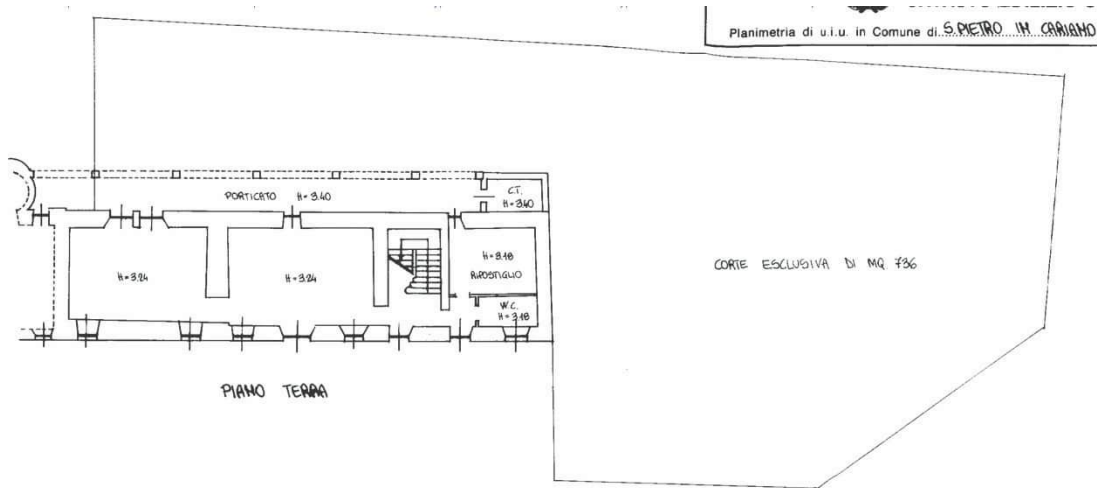 Planimetria di u.i.u. in Comune di S.PIETRO IN CARIANO
PORTICATO H=3.40
C.T.
H=3.40
H=3.24
H=3.24
H=3.18
RIPOSTIGLIO
W.C.
H=3.18
CORTE ESCLUSIVA DI MQ. 736
PIANO TERRA